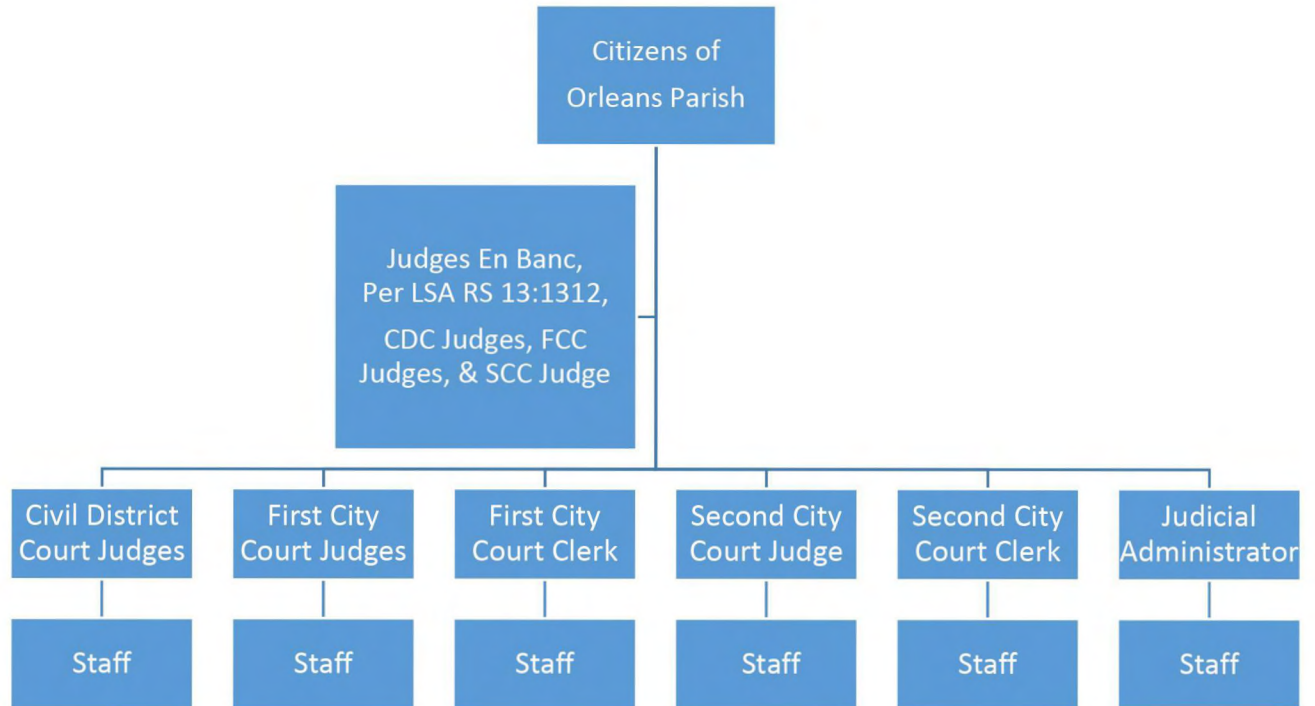 Citizens of
Orleans Parish
Judges En Banc,
Per LSA RS 13:1312,
CDC Judges, FCC
Judges, & SCC Judge
Civil District
Court Judges
First City
Court Judges
First City
Court Clerk
Second City
Court Judge
Second City
Court Clerk
Judicial
Administrator
Staff
Staff
Staff
Staff
Staff
Staff